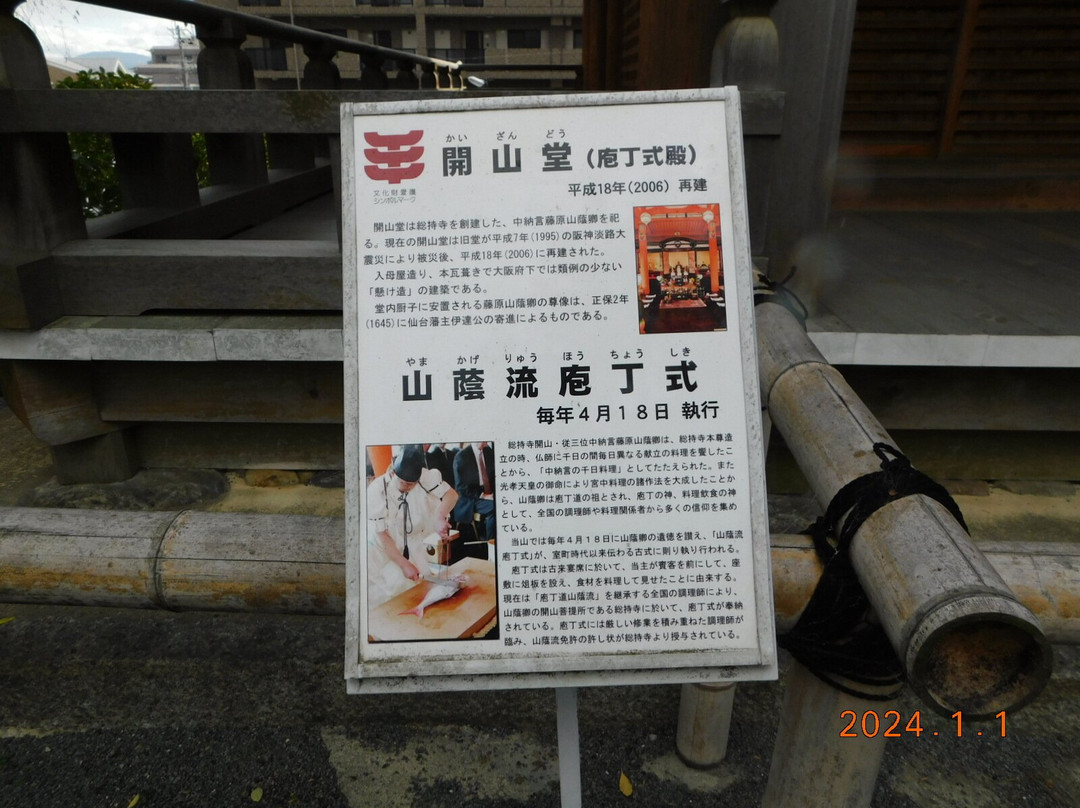 かい ざん どう
開山堂（庖丁式殿）
文化財愛護
シンボルマーク
平成18年(2006) 再建
開山堂は総持寺を創建した、中納言藤原山蔭卿を祀
る。現在の開山堂は旧堂が平成7年(1995)の阪神淡路大
震災により被災後、平成18年(2006)に再建された。
入母屋造り、本瓦葺きで大阪府下では類例の少ない
「懸け造」の建築である。
堂内厨子に安置される藤原山蔭卿の尊像は、正保2年
(1645)に仙台藩主伊達公の寄進によるものである。
やま かげ りゅう ほう ちょう しき
山蔭流庖丁式
毎年４月１８日 執行
総持寺開山・従三位中納言藤原山蔭卿は、総持寺本尊造
立の時、仏師に千日の間毎日異なる献立の料理を饗したこ
とから、「中納言の千日料理」としてたたえられた。また
光孝天皇の御命により宮中料理の諸作法を大成したことか
ら、山蔭卿は庖丁道の祖とされ、庖丁の神、料理飲食の神
として、全国の調理師や料理関係者から多くの信仰を集め
ている。
当山では毎年４月１８日に山蔭卿の遺徳を讃え、「山蔭流
庖丁式」が、室町時代以来伝わる古式に則り執り行われる。
庖丁式は古来宴席に於いて、当主が賓客を前にして、座
敷に俎板を設え、食材を料理して見せたことに由来する。
現在は「庖丁道山蔭流」を継承する全国の調理師により、
山蔭卿の開山菩提所である総持寺に於いて、庖丁式が奉納
されている。庖丁式には厳しい修業を積み重ねた調理師が
臨み、山蔭流免許の許し状が総持寺より授与されている。
2024. 1. 1